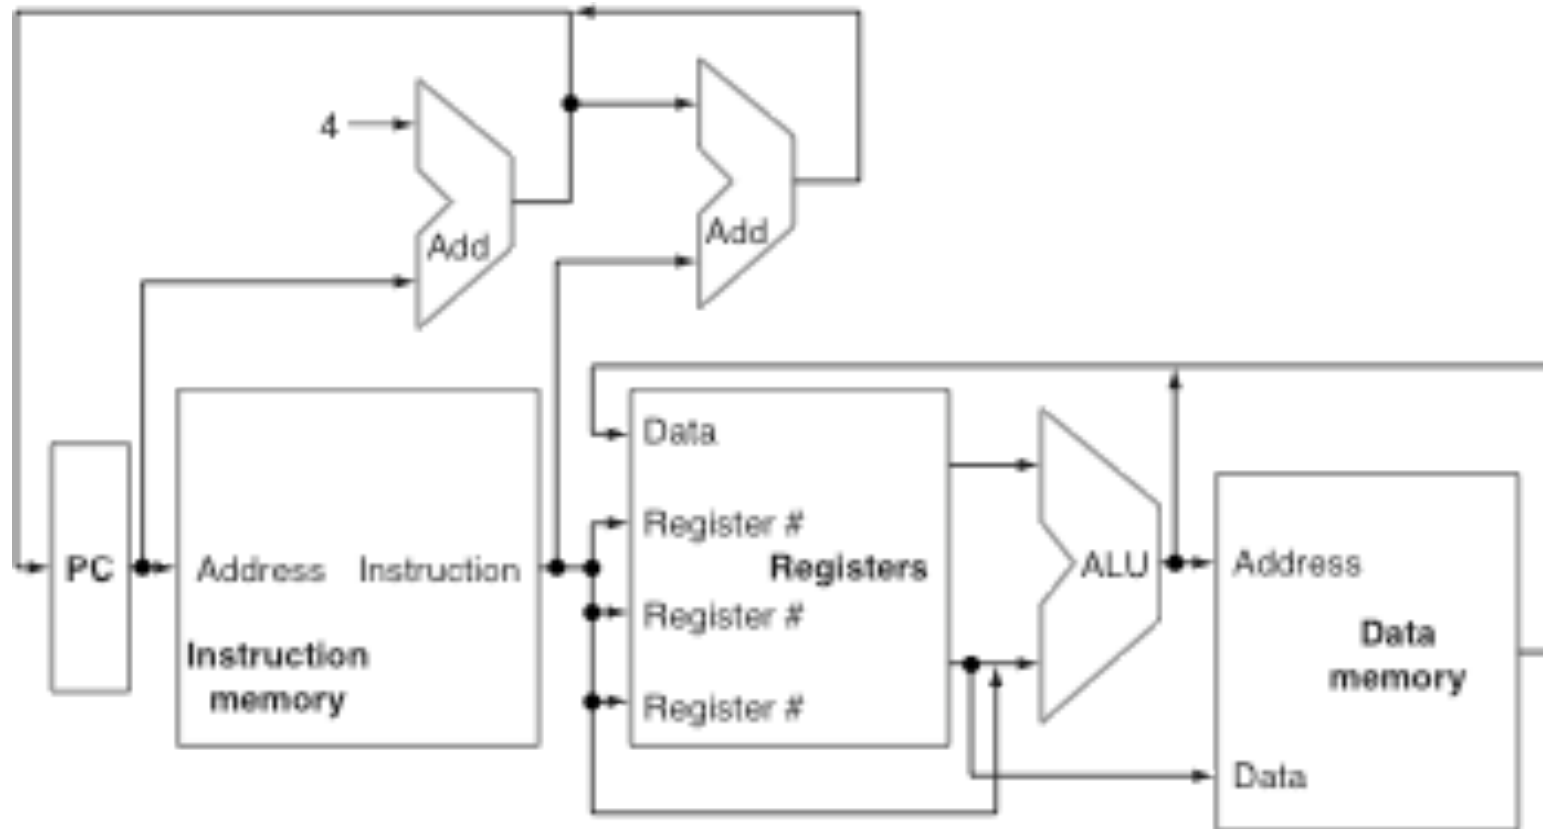 4
Add
Add
Data
Register #
Register #
Register #
Registers
PC
Address
Instruction
Instruction
memory
ALU
Address
Data
memory
Data